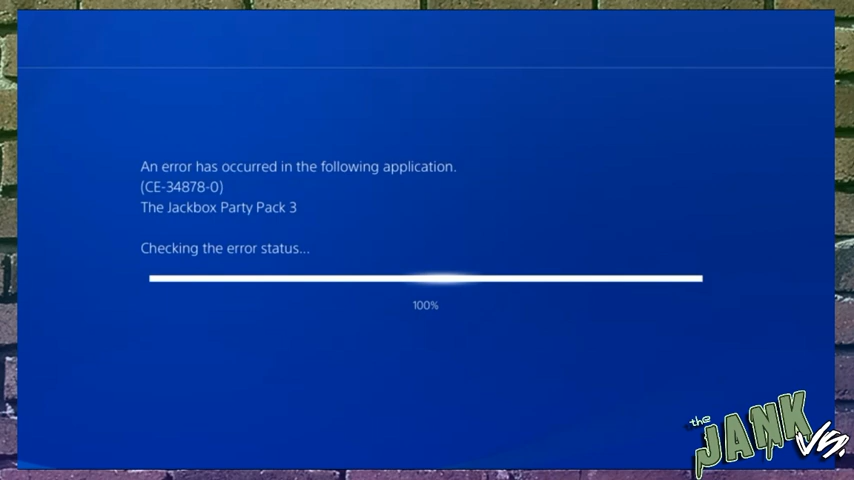 An error has occurred in the following application.
(CE-34878-0)
The Jackbox Party Pack 3
Checking the error status...
100%
the
JANK
VS.